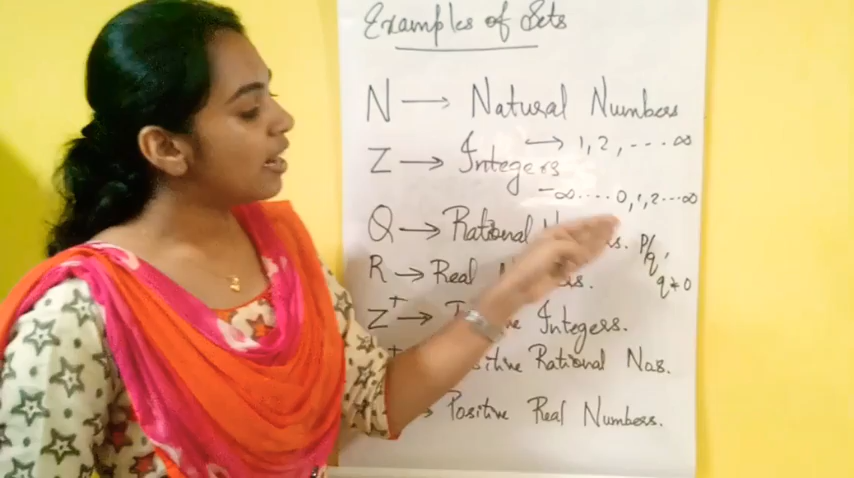 Examples of Sets
N → Natural Numbers
→ 1, 2, ---- ∞
Z → Integers
-∞ ---- 0, 1, 2 --- ∞
Q → Rational p/q,
q ≠ 0
R → Real
Z⁺ → Integers.
Rational Nos.
Positive Real Numbers.